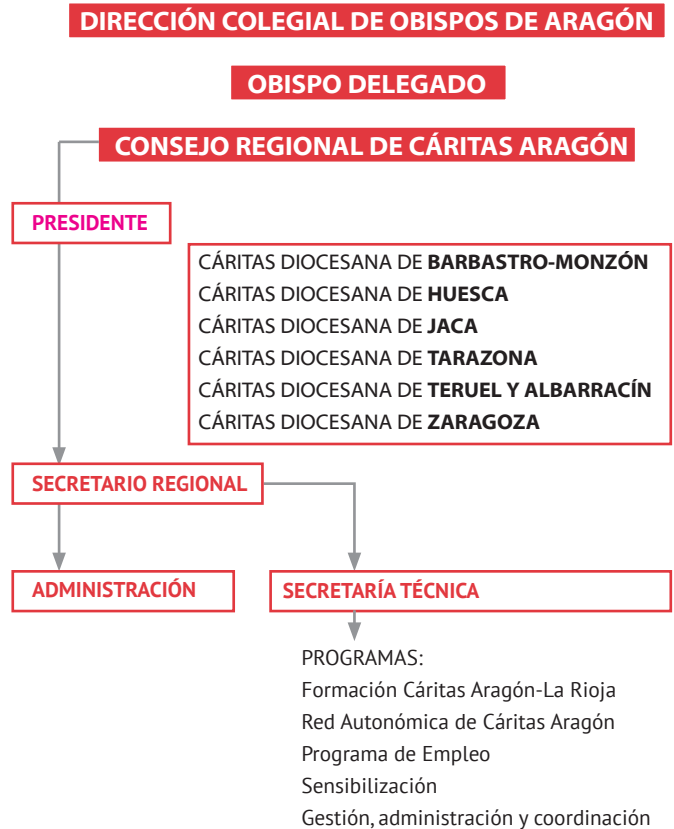 DIRECCIÓN COLEGIAL DE OBISPOS DE ARAGÓN
OBISPO DELEGADO
CONSEJO REGIONAL DE CÁRITAS ARAGÓN
PRESIDENTE
CÁRITAS DIOCESANA DE BARBASTRO-MONZÓN
CÁRITAS DIOCESANA DE HUESCA
CÁRITAS DIOCESANA DE JACA
CÁRITAS DIOCESANA DE TARAZONA
CÁRITAS DIOCESANA DE TERUEL Y ALBARRACÍN
CÁRITAS DIOCESANA DE ZARAGOZA
SECRETARIO REGIONAL
ADMINISTRACIÓN
SECRETARÍA TÉCNICA
PROGRAMAS:
Formación Cáritas Aragón-La Rioja
Red Autonómica de Cáritas Aragón
Programa de Empleo
Sensibilización
Gestión, administración y coordinación